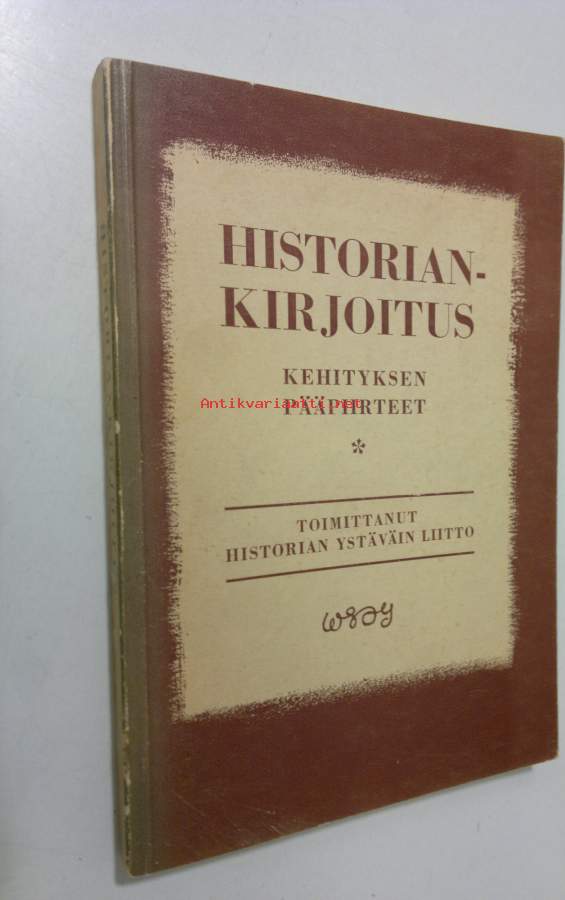 HISTORIAN-
KIRJOITUS
KEHITYKSEN
PÄÄPIIRTEET
Antikvariaatti.net
*
TOIMITTANUT
HISTORIAN YSTÄVÄIN LIITTO
WSOY